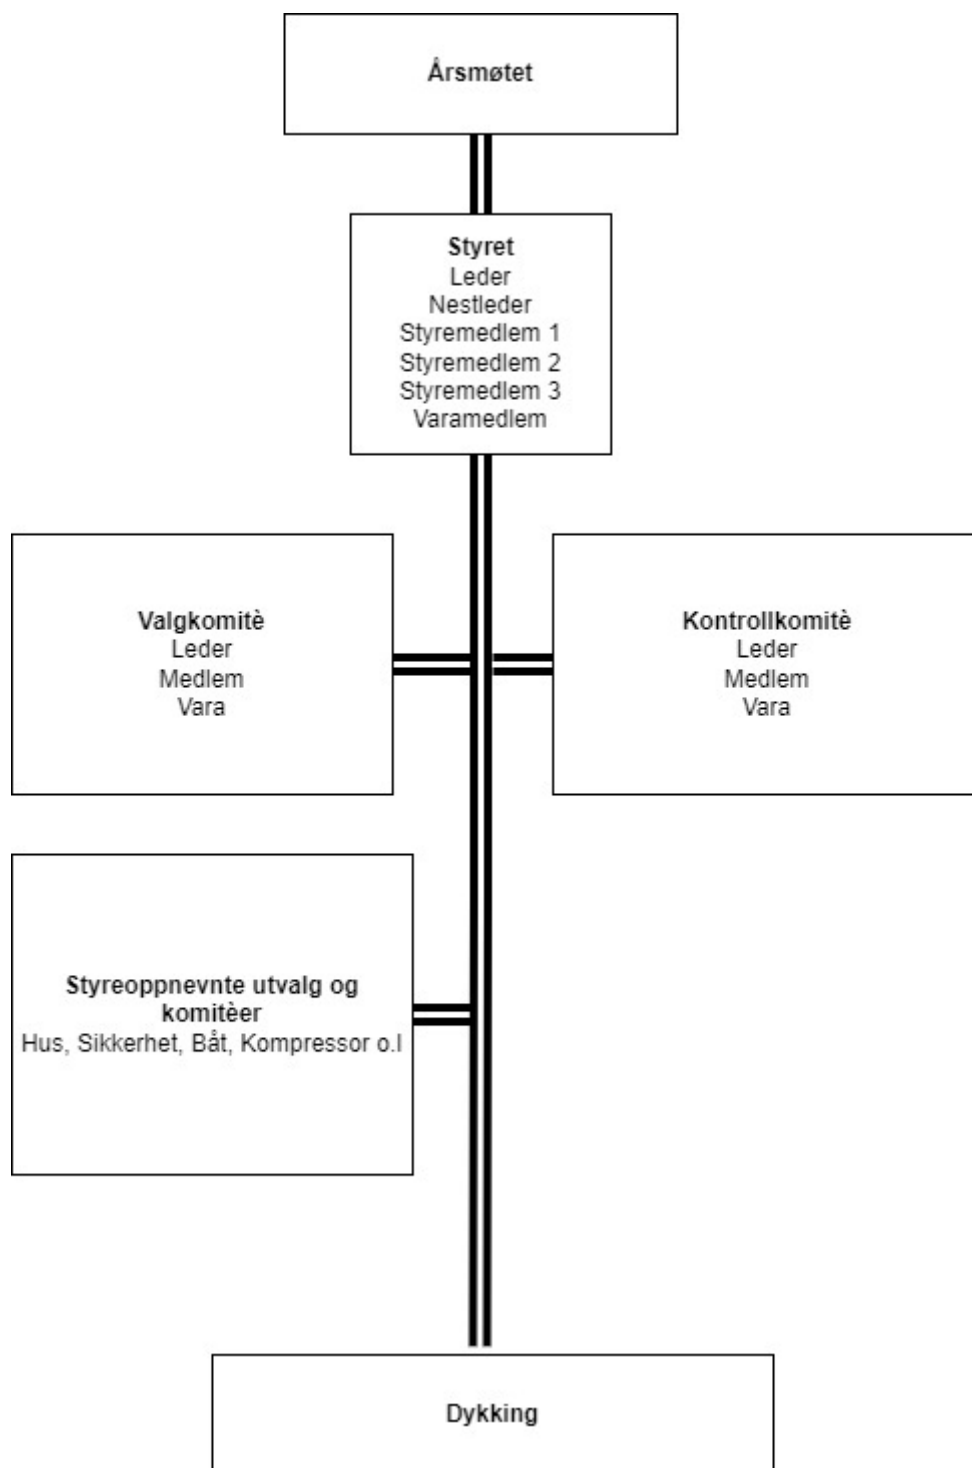 Årsmøtet
Styret
Leder
Nestleder
Styremedlem 1
Styremedlem 2
Styremedlem 3
Varamedlem
Valgkomitè
Leder
Medlem
Vara
Kontrollkomitè
Leder
Medlem
Vara
Styreoppnevnte utvalg og
komitèer
Hus, Sikkerhet, Båt, Kompressor o.l
Dykking